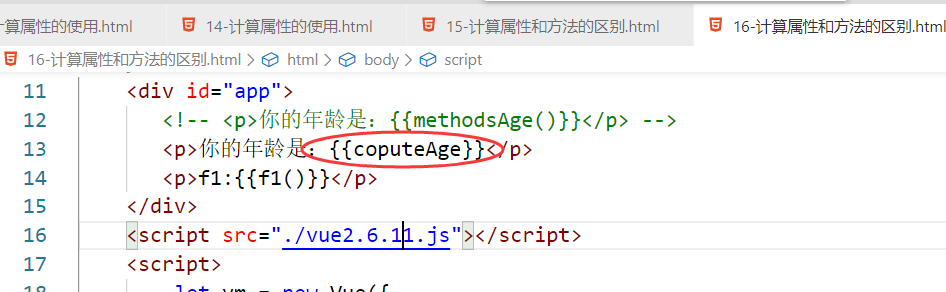 算属性的使用.html 14-计算属性的使用.html 15-计算属性和方法的区别.html 16-计算属性和方法的区别.html
16-计算属性和方法的区别.html > html > body > script
11 <div id="app">
12 <!-- <p>你的年龄是：{{methodsAge()}}</p> -->
13 <p>你的年龄是：{{coputeAge}}</p>
14 <p>f1:{{f1()}}</p>
15 </div>
16 <script src="./vue2.6.11.js"></script>
17 <script>
18 let vm = new Vue({